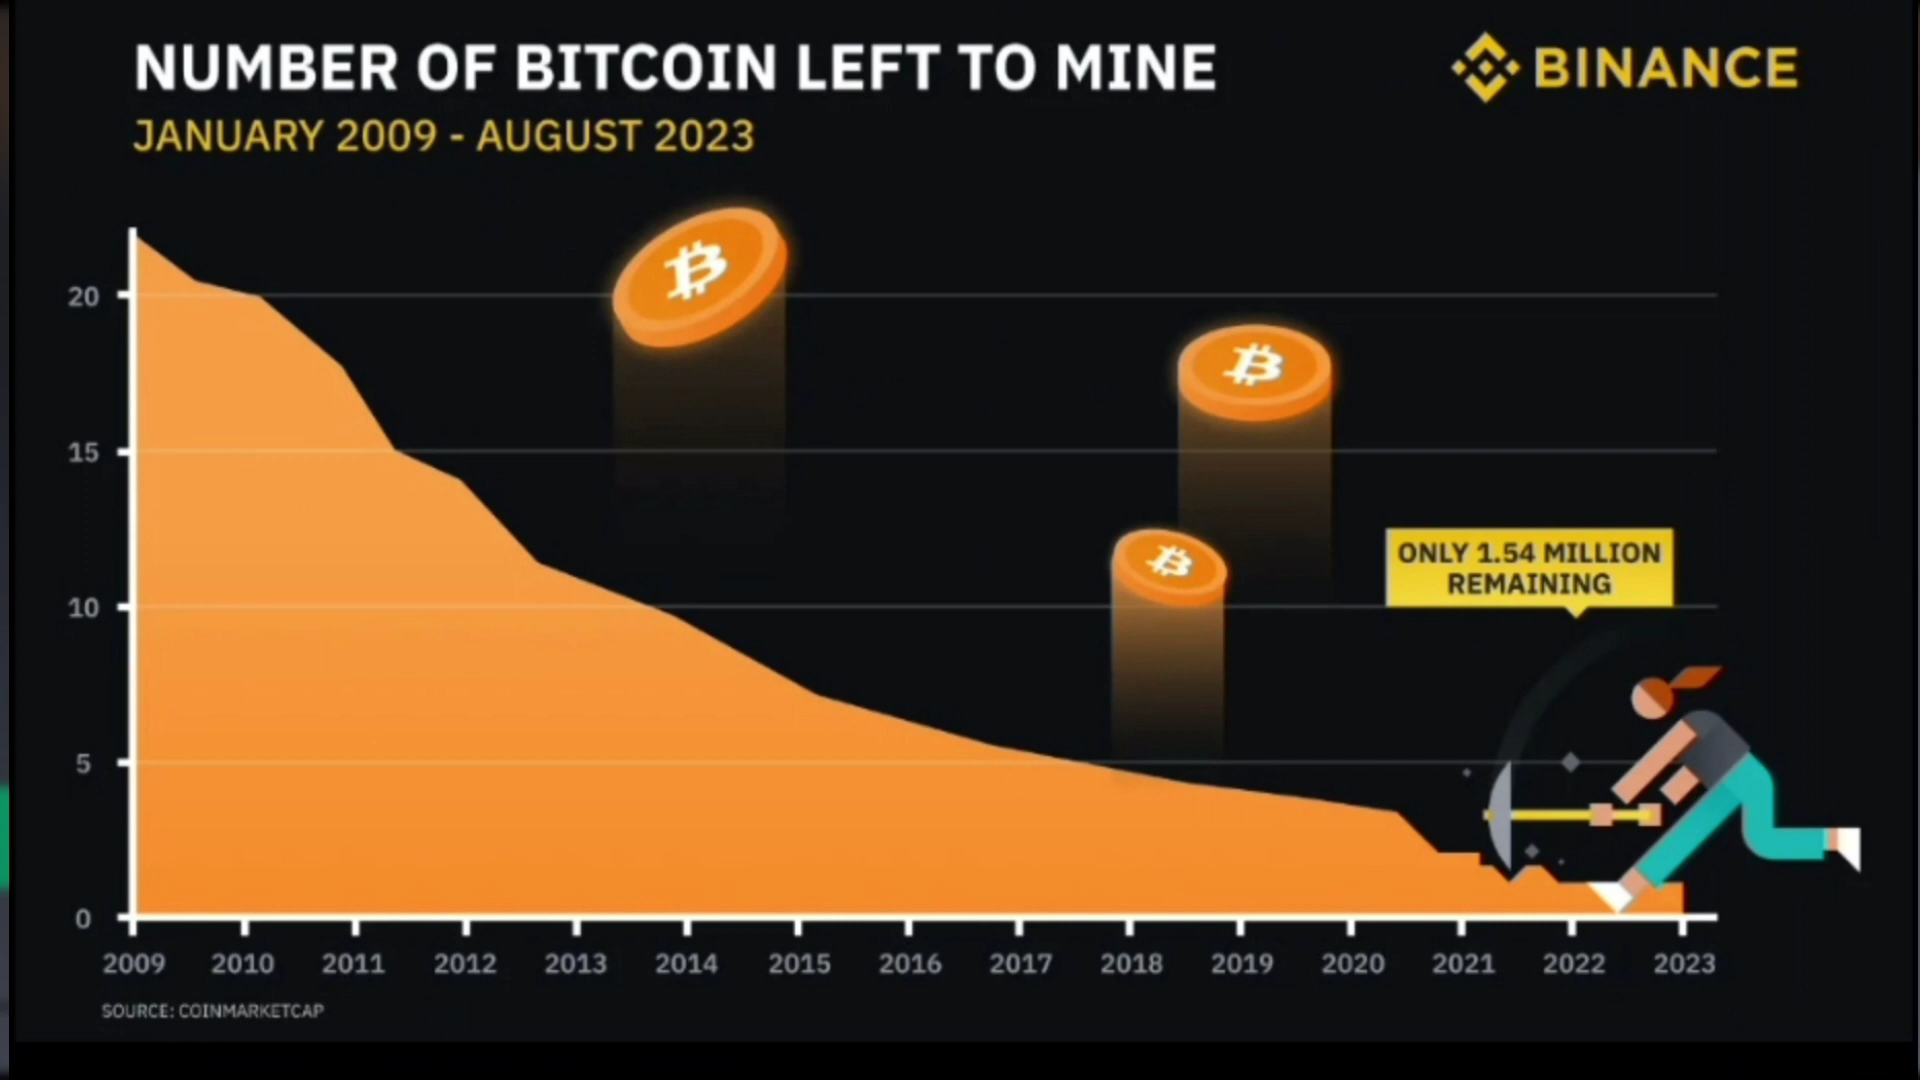 NUMBER OF BITCOIN LEFT TO MINE
BINANCE
JANUARY 2009 - AUGUST 2023
20
15
10
5
0
ONLY 1.54 MILLION
REMAINING
2009 2010 2011 2012 2013 2014 2015 2016 2017 2018 2019 2020 2021 2022 2023
SOURCE: COINMARKETCAP